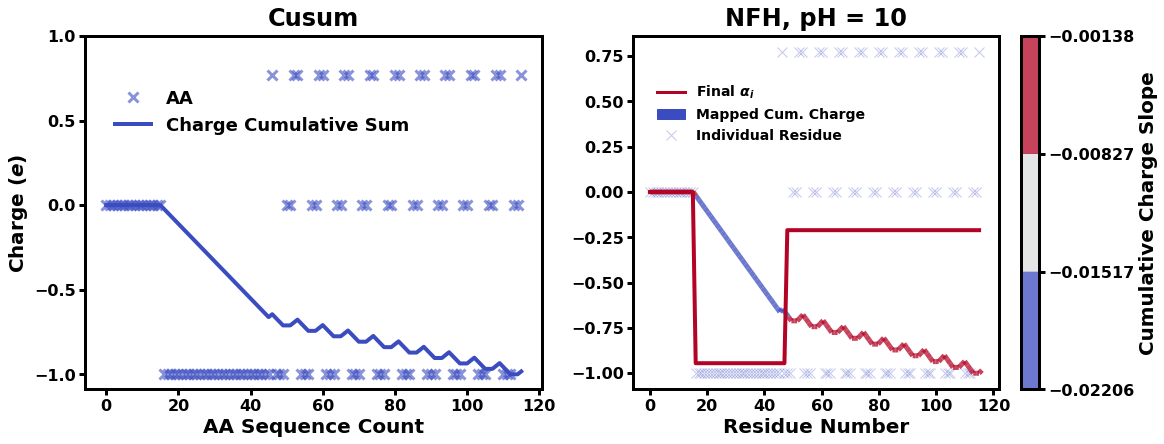 Cusum
1.0
0.5
0.0
−0.5
−1.0
Charge (e)
AA
Charge Cumulative Sum
0 20 40 60 80 100 120
AA Sequence Count
NFH, pH = 10
0.75
0.50
0.25
0.00
−0.25
−0.50
−0.75
−1.00
Final αᵢ
Mapped Cum. Charge
Individual Residue
0 20 40 60 80 100 120
Residue Number
−0.00138
−0.00827
−0.01517
−0.02206
Cumulative Charge Slope